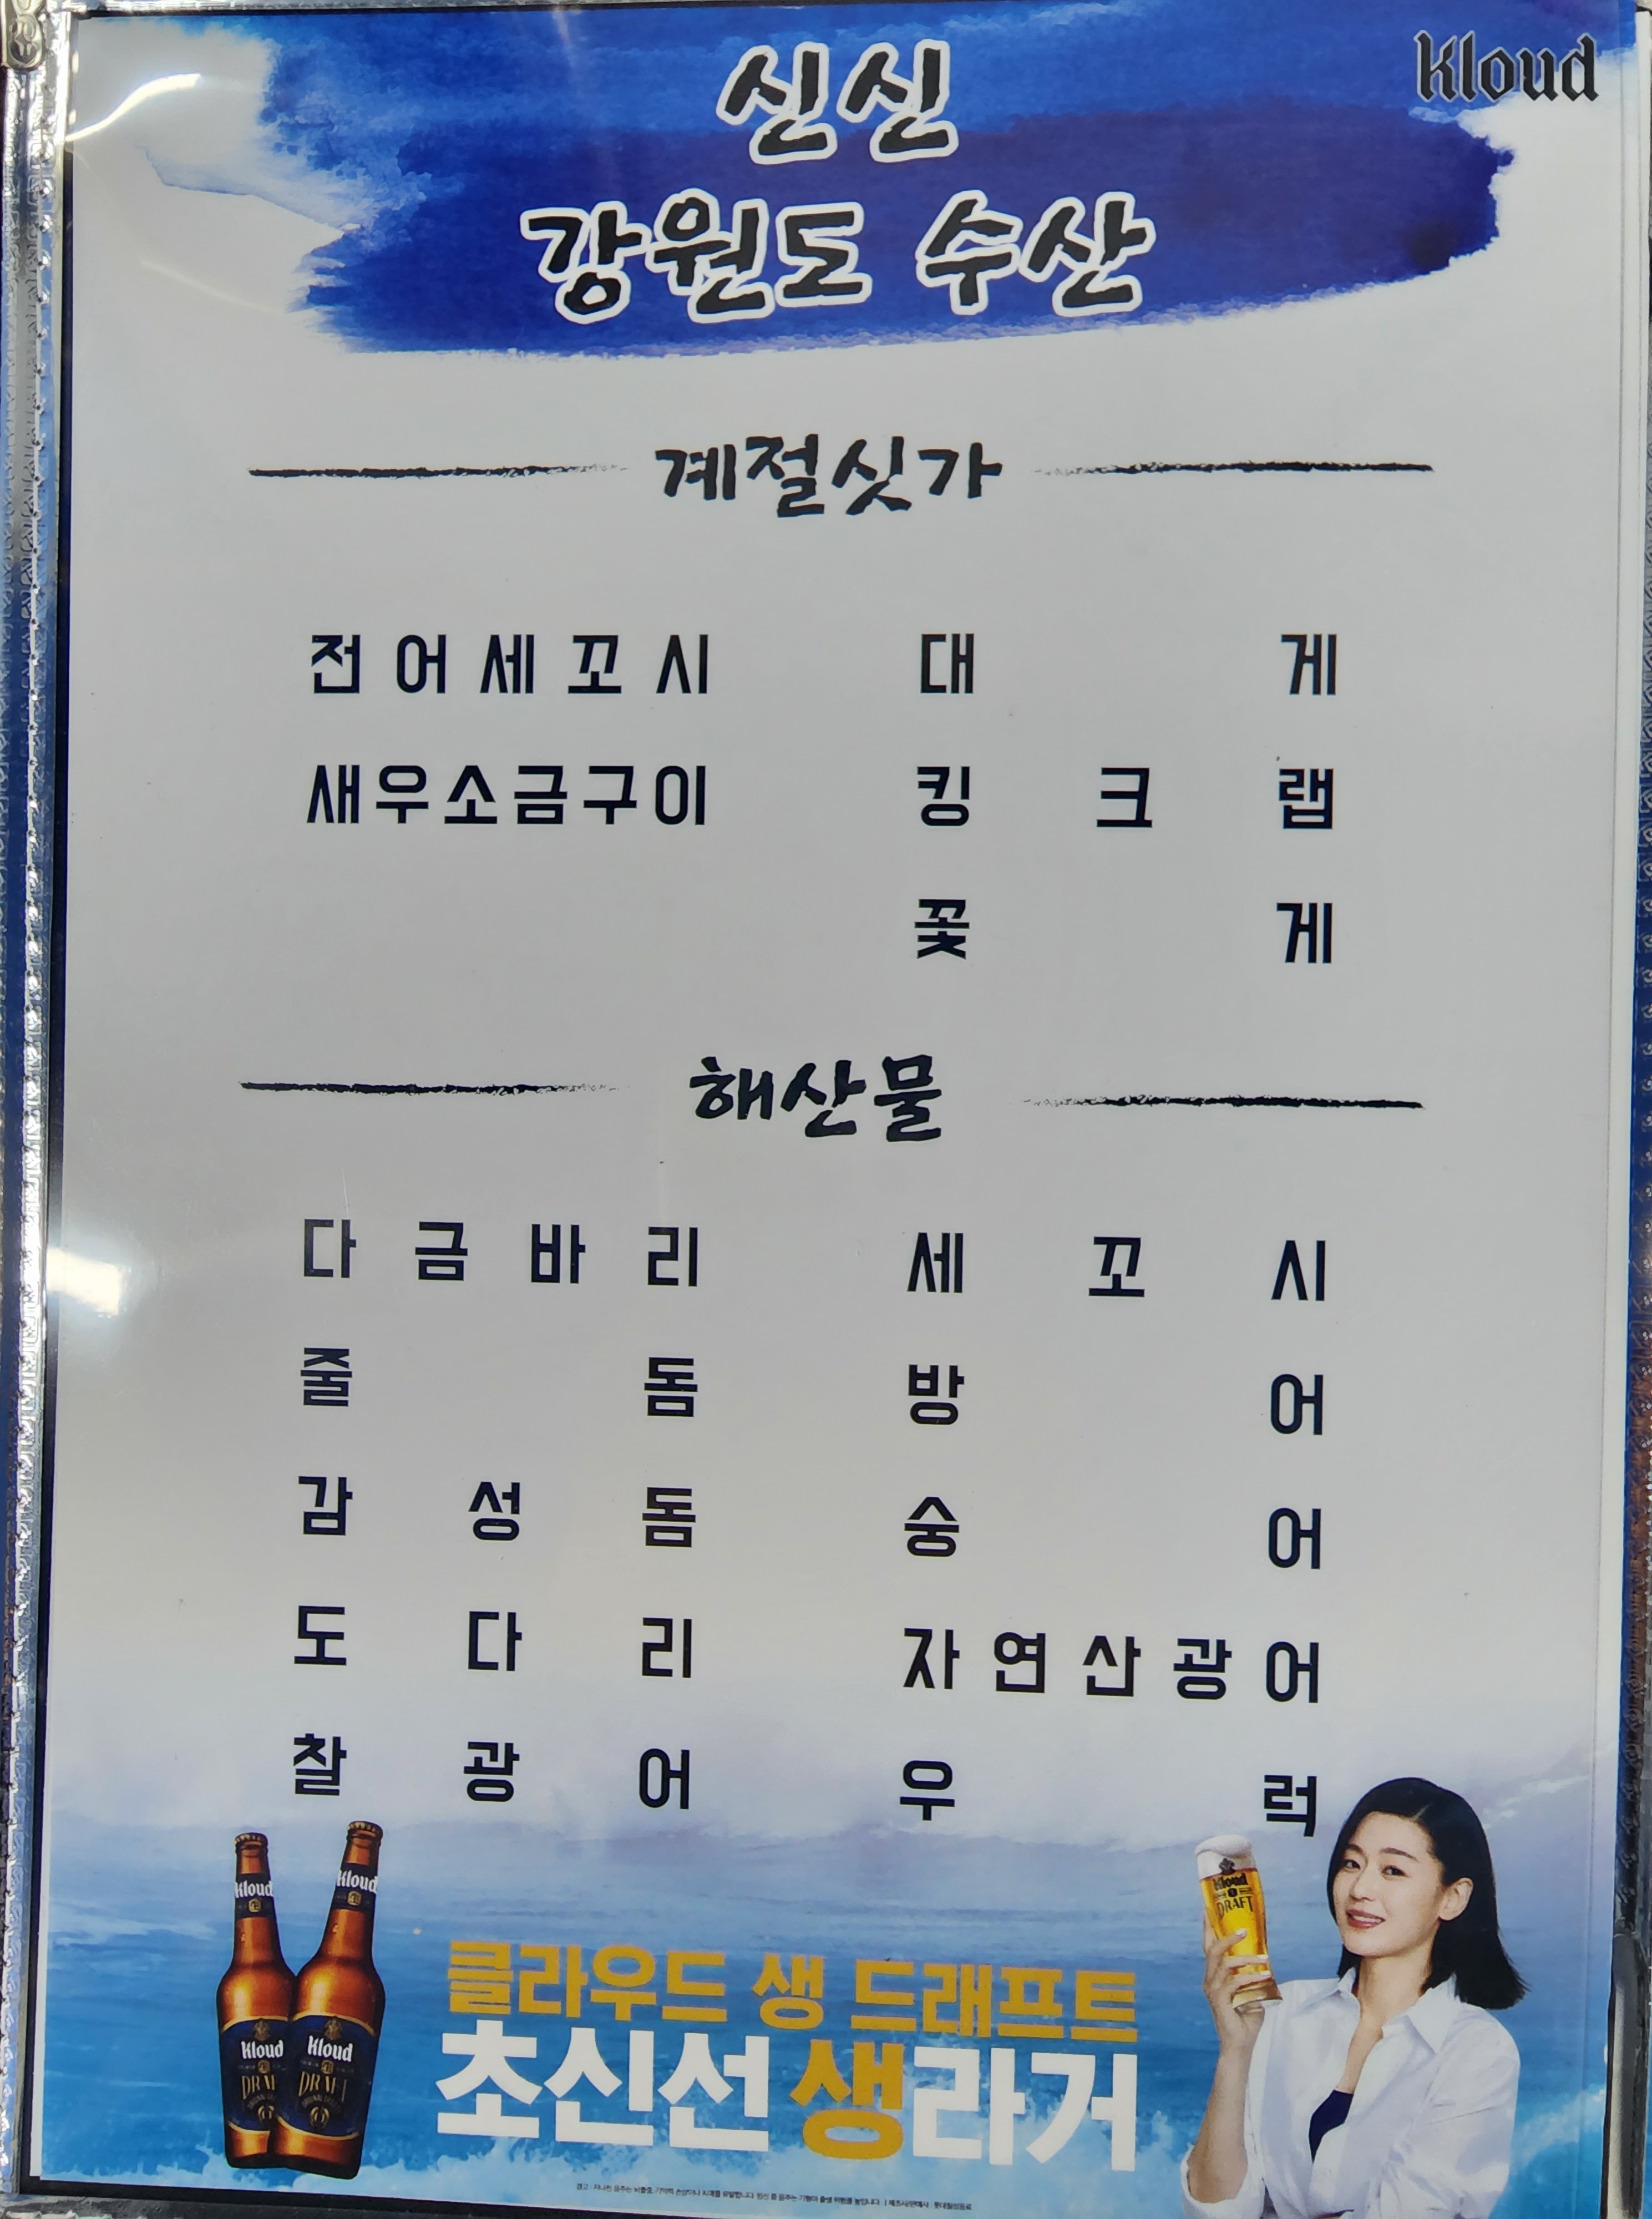 Kloud
신신
강원도 수산
계절싯가
전어세꼬시 대게
새우소금구이 킹크랩
꽃게
해산물
다금바리 세꼬시
줄돔 방어
감성돔 숭어
도다리 자연산광어
찰광어 우럭
Kloud
Kloud
Kloud
DRAFT
Kloud
Kloud
DRAFT
클라우드 생 드래프트
초신선 생라거